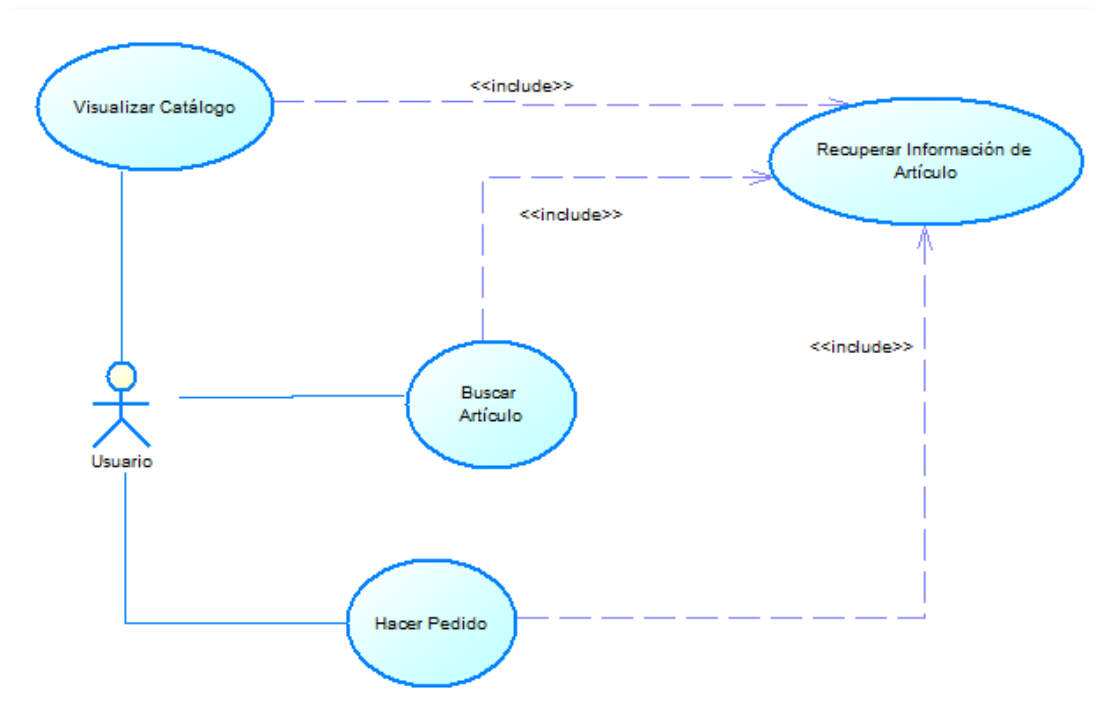 <<include>>
Visualizar Catálogo
Recuperar Información de
Artículo
<<include>>
<<include>>
Buscar
Artículo
Usuario
Hacer Pedido